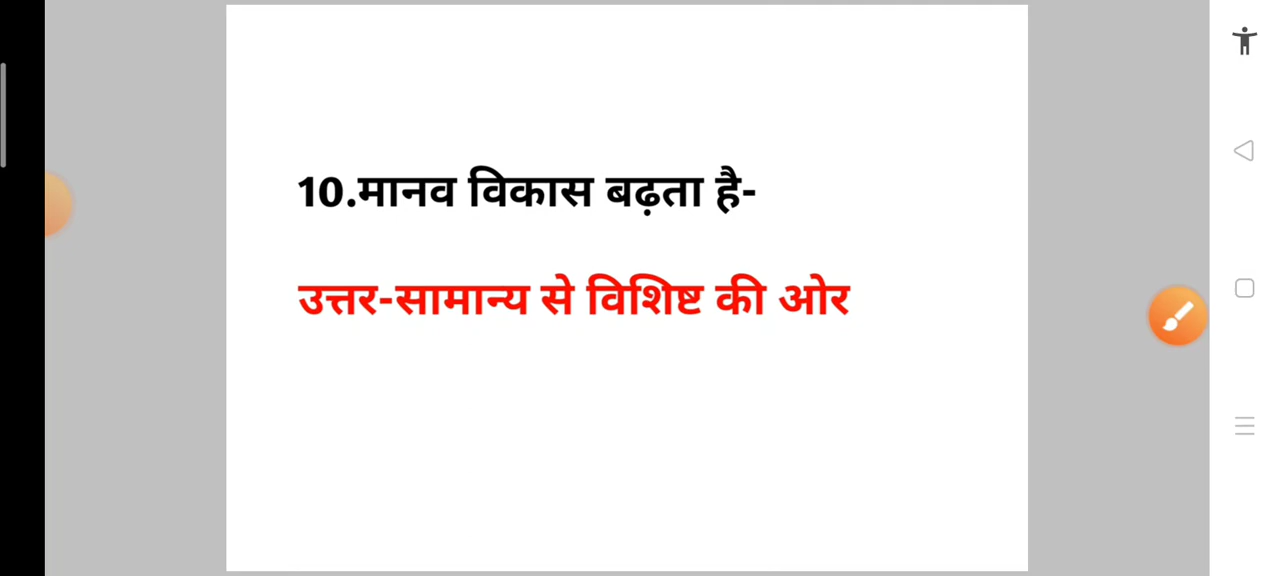 10.मानव विकास बढ़ता है-
उत्तर-सामान्य से विशिष्ट की ओर